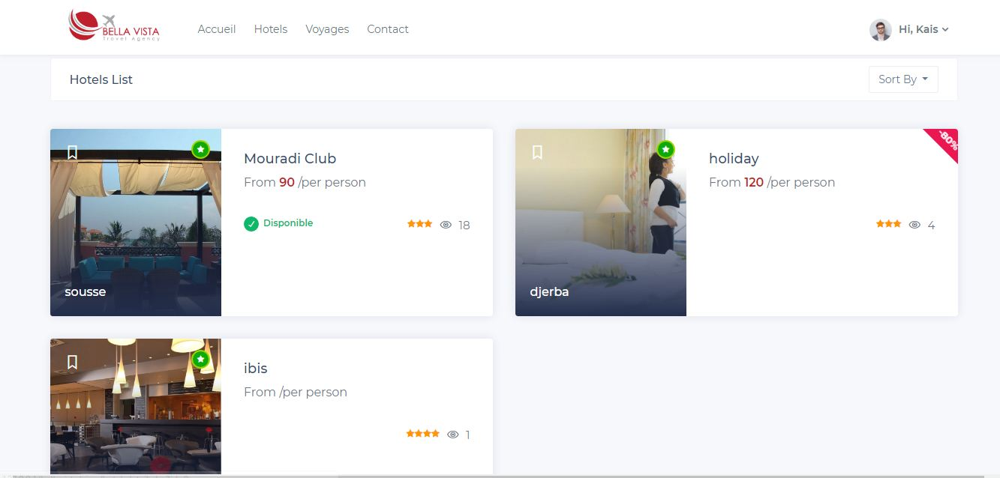 BELLA VISTA
Travel Agency
Accueil Hotels Voyages Contact
Hi, Kais
Hotels List
Sort By
Mouradi Club
From 90 /per person
Disponible
18
sousse
-80%
holiday
From 120 /per person
4
djerba
ibis
From /per person
1